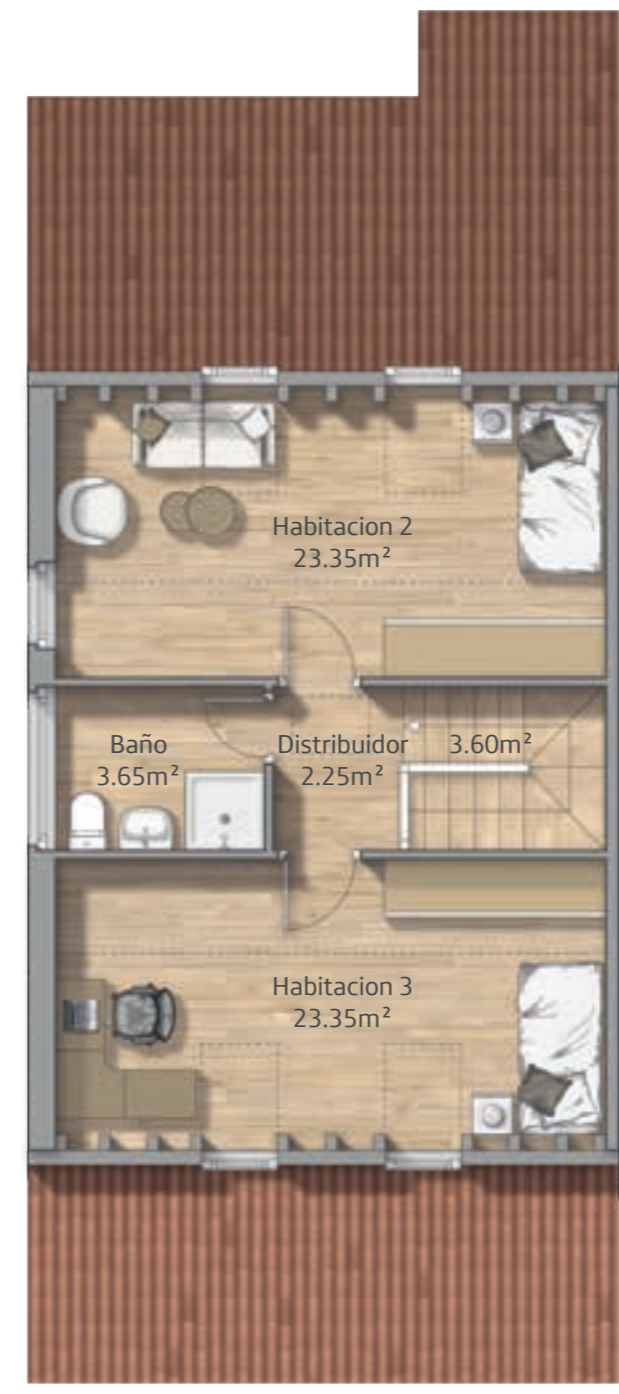 Habitacion 2
23.35m²
Baño
3.65m²
Distribuidor
2.25m²
3.60m²
Habitacion 3
23.35m²